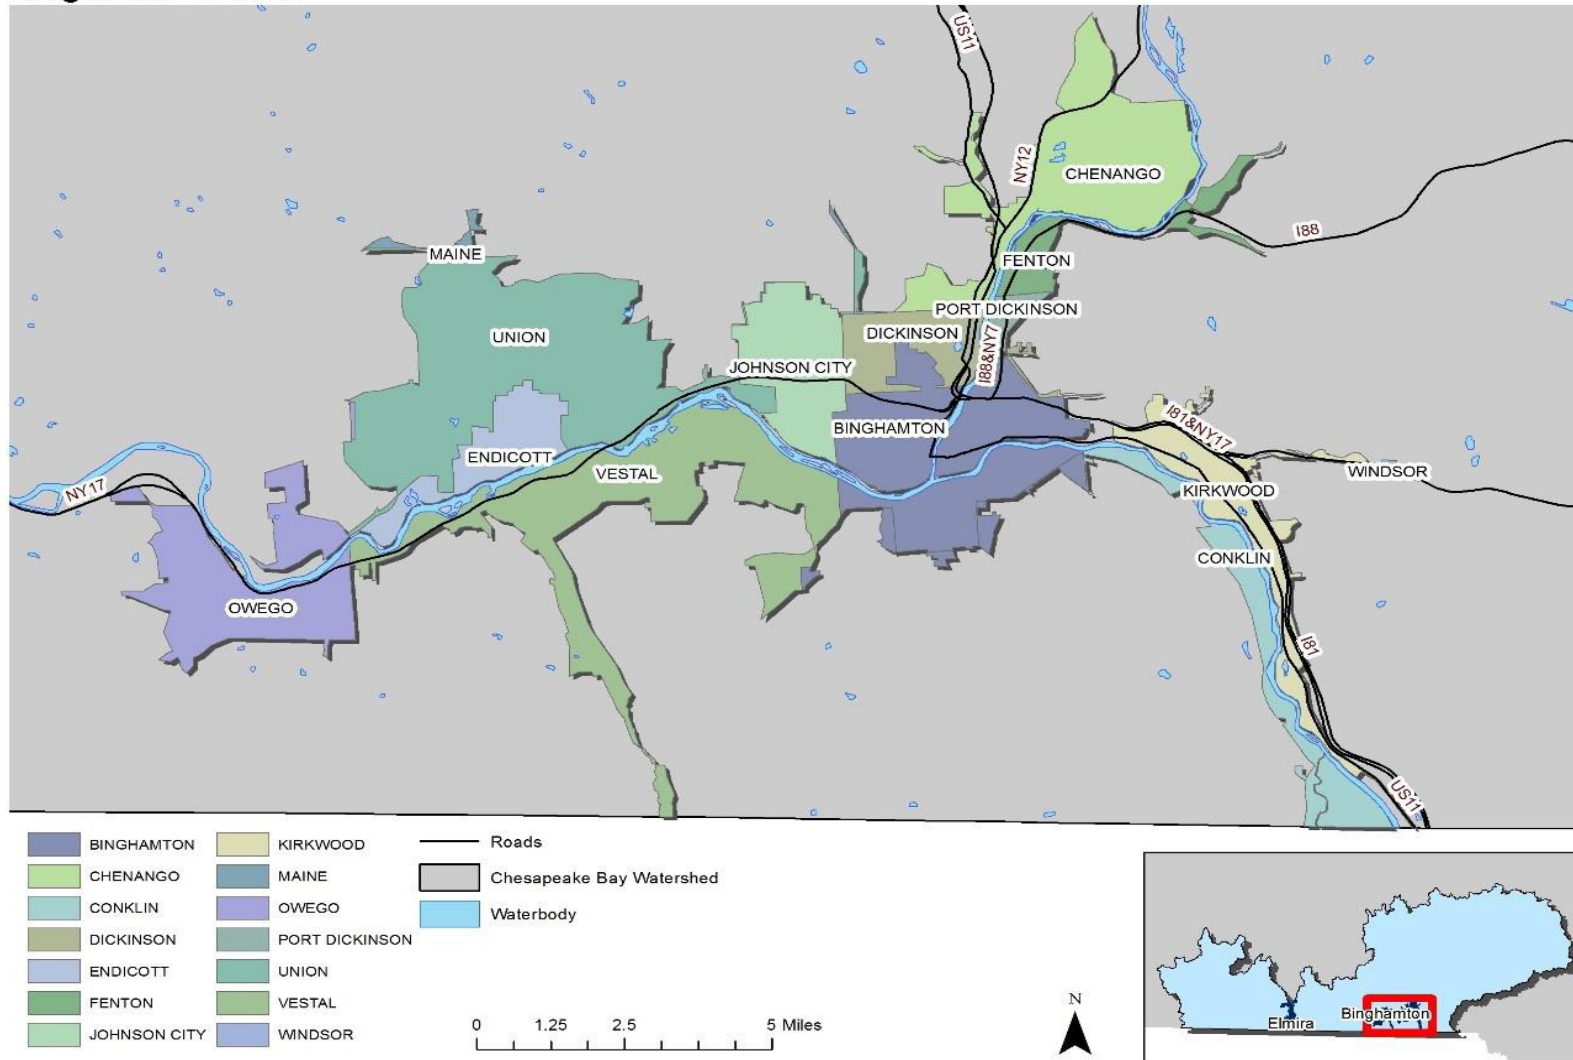 US11
NY12
CHENANGO
I88
MAINE
FENTON
PORT DICKINSON
UNION
DICKINSON
I88&NY7
JOHNSON CITY
BINGHAMTON
I81&NY17
ENDICOTT
VESTAL
WINDSOR
NY17
KIRKWOOD
CONKLIN
OWEGO
I81
US11
BINGHAMTON
CHENANGO
CONKLIN
DICKINSON
ENDICOTT
FENTON
JOHNSON CITY
KIRKWOOD
MAINE
OWEGO
PORT DICKINSON
UNION
VESTAL
WINDSOR
Roads
Chesapeake Bay Watershed
Waterbody
0 1.25 2.5 5 Miles
N
Elmira
Binghamton